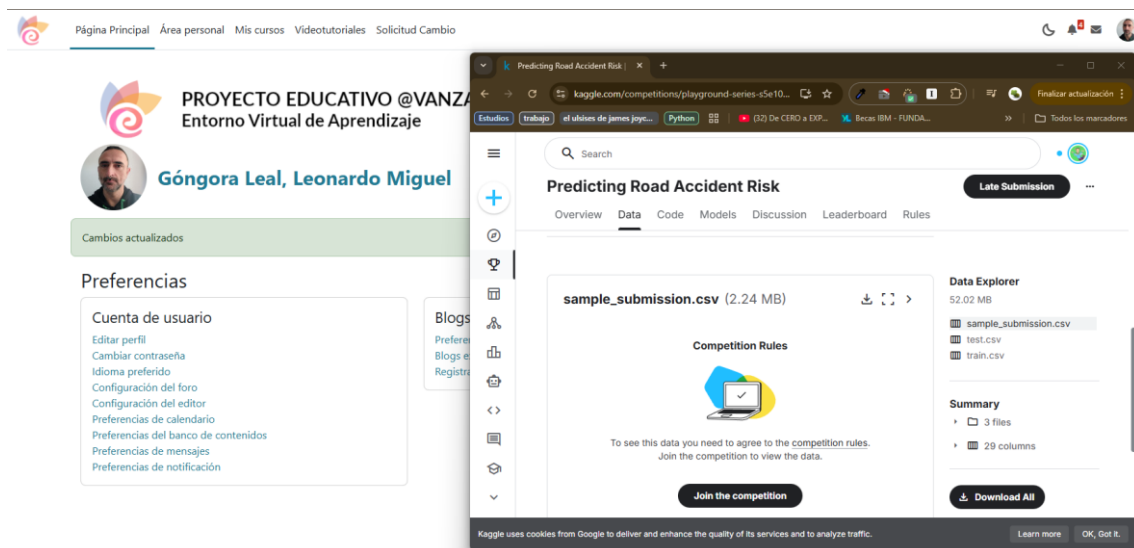 Página Principal Área personal Mis cursos Videotutoriales Solicitud Cambio
4
PROYECTO EDUCATIVO @VANZA
Entorno Virtual de Aprendizaje
Góngora Leal, Leonardo Miguel
Cambios actualizados
Preferencias
Cuenta de usuario
Editar perfil
Cambiar contraseña
Idioma preferido
Configuración del foro
Configuración del editor
Preferencias de calendario
Preferencias del banco de contenidos
Preferencias de mensajes
Preferencias de notificación
Blogs
Prefere
Blogs e
Registra
Predicting Road Accident Risk |
kaggle.com/competitions/playground-series-s5e10...
Finalizar actualización
Estudios trabajo el ulsises de james joyc... Python (32) De CERO a EXP... Becas IBM - FUNDA... » Todos los marcadores
Search
Predicting Road Accident Risk
Late Submission
Overview Data Code Models Discussion Leaderboard Rules
sample_submission.csv (2.24 MB)
Competition Rules
To see this data you need to agree to the competition rules.
Join the competition to view the data.
Join the competition
Data Explorer
52.02 MB
sample_submission.csv
test.csv
train.csv
Summary
3 files
29 columns
Download All
Kaggle uses cookies from Google to deliver and enhance the quality of its services and to analyze traffic.
Learn more OK, Got it.